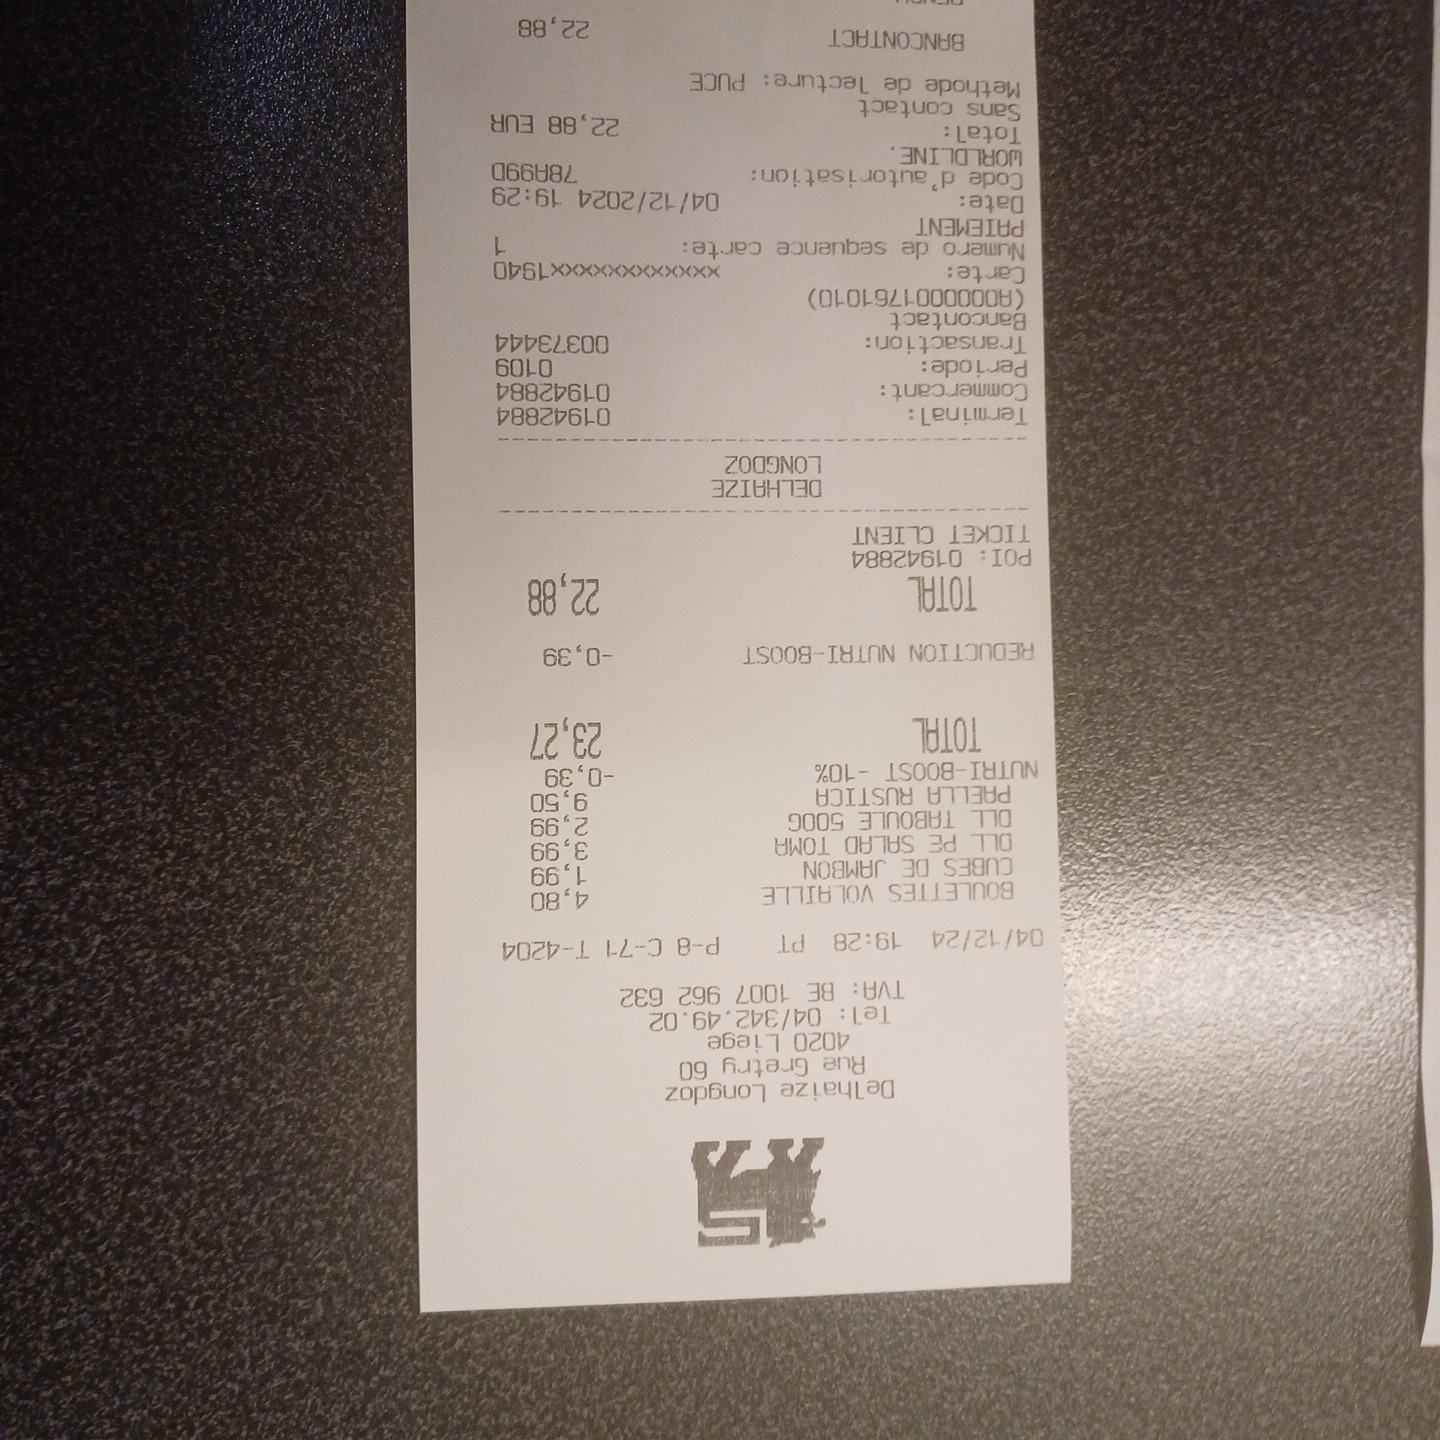 Delhaize Longdoz
Rue Gretry 60
4020 Liege
Tel: 04/342.49.02
TVA: BE 1007 962 632
04/12/24 19:28 PT P-8 C-71 T-4204
BOULETTES VOLAILLE 4,80
CUBES DE JAMBON 1,99
DLL PE SALAD TOMA 3,99
DLL TABOULE 500G 2,99
PAELLA RUSTICA 9,50
NUTRI-BOOST -10% -0,39
TOTAL 23,27
REDUCTION NUTRI-BOOST -0,39
TOTAL 22,88
POI: 01942884
TICKET CLIENT
DELHAIZE
LONGDOZ
Terminal: 01942884
Commercant: 01942884
Periode: 0109
Transaction: 00373444
Bancontact
(A0000001761010)
Carte: xxxxxxxxxxxxx1940
Numero de sequence carte: 1
PAIEMENT
Date: 04/12/2024 19:29
Code d'autorisation: 78A99D
WORLDLINE.
Total: 22,88 EUR
Sans contact
Methode de lecture: PUCE
BANCONTACT 22,88